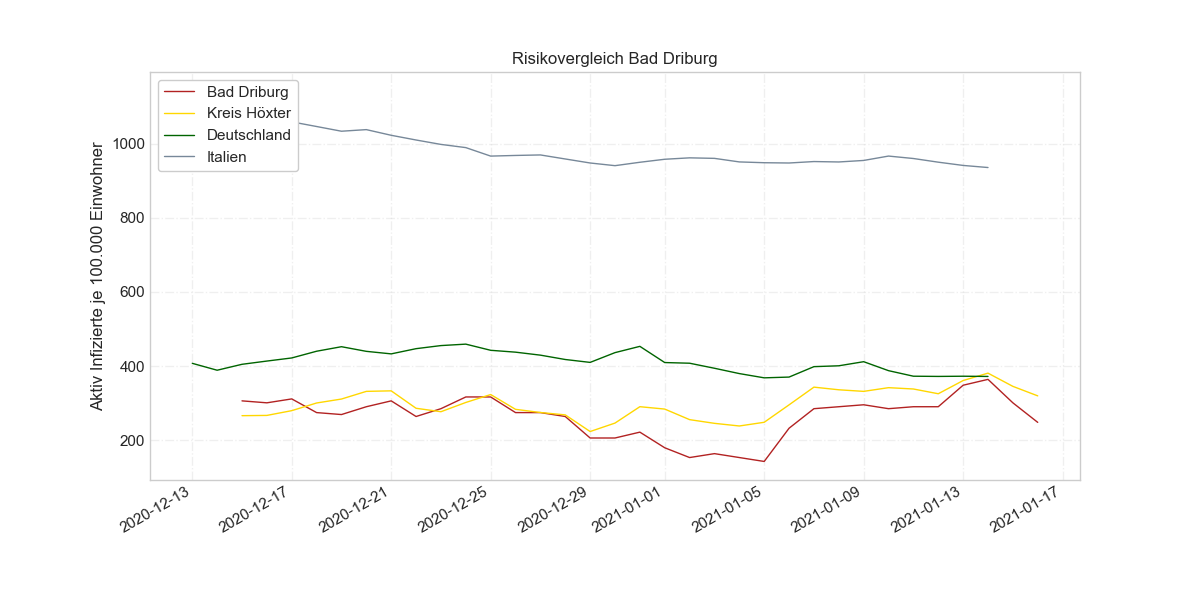 Risikovergleich Bad Driburg
Bad Driburg
Kreis Höxter
Deutschland
Italien
Aktiv Infizierte je 100.000 Einwohner
1000
800
600
400
200
2020-12-13
2020-12-17
2020-12-21
2020-12-25
2020-12-29
2021-01-01
2021-01-05
2021-01-09
2021-01-13
2021-01-17